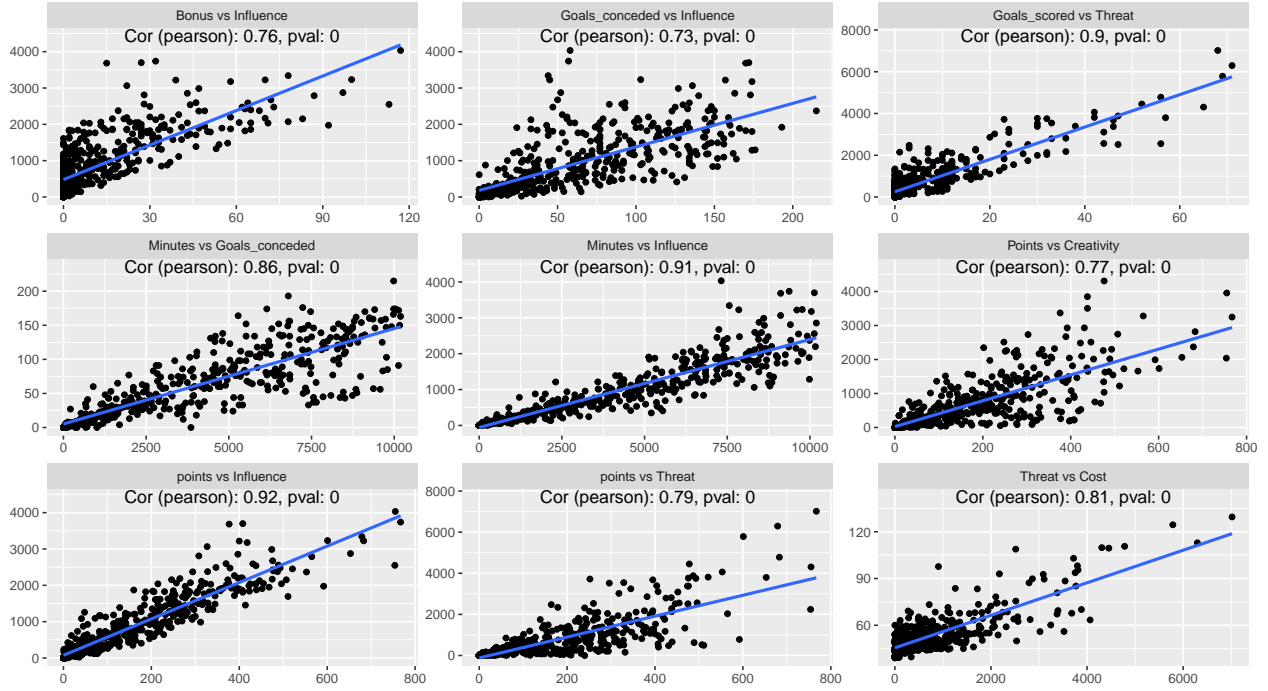 Bonus vs Influence
Cor (pearson): 0.76, pval: 0
4000
3000
2000
1000
0
0 30 60 90 120
Goals_conceded vs Influence
Cor (pearson): 0.73, pval: 0
4000
3000
2000
1000
0
0 50 100 150 200
Goals_scored vs Threat
Cor (pearson): 0.9, pval: 0
8000
6000
4000
2000
0
0 20 40 60
Minutes vs Goals_conceded
Cor (pearson): 0.86, pval: 0
200
150
100
50
0
0 2500 5000 7500 10000
Minutes vs Influence
Cor (pearson): 0.91, pval: 0
4000
3000
2000
1000
0
0 2500 5000 7500 10000
Points vs Creativity
Cor (pearson): 0.77, pval: 0
4000
3000
2000
1000
0
0 200 400 600 800
points vs Influence
Cor (pearson): 0.92, pval: 0
4000
3000
2000
1000
0
0 200 400 600 800
points vs Threat
Cor (pearson): 0.79, pval: 0
8000
6000
4000
2000
0
0 200 400 600 800
Threat vs Cost
Cor (pearson): 0.81, pval: 0
120
90
60
0 2000 4000 6000